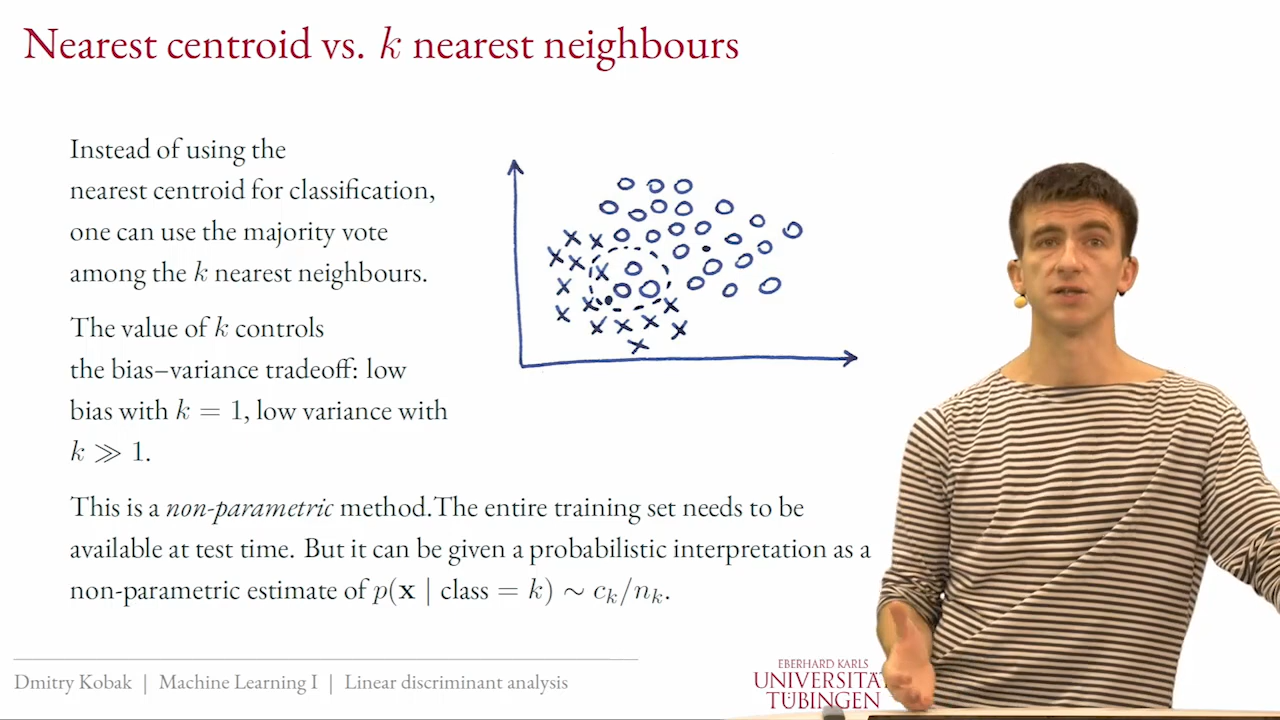 Nearest centroid vs. k nearest neighbours
Instead of using the
nearest centroid for classification,
one can use the majority vote
among the k nearest neighbours.
The value of k controls
the bias–variance tradeoff: low
bias with k = 1, low variance with
k ≫ 1.
This is a non-parametric method.The entire training set needs to be
available at test time. But it can be given a probabilistic interpretation as a
non-parametric estimate of p(x | class = k) ∼ cₖ/nₖ.
Dmitry Kobak | Machine Learning I | Linear discriminant analysis
EBERHARD KARLS
UNIVERSITÄT
TÜBINGEN